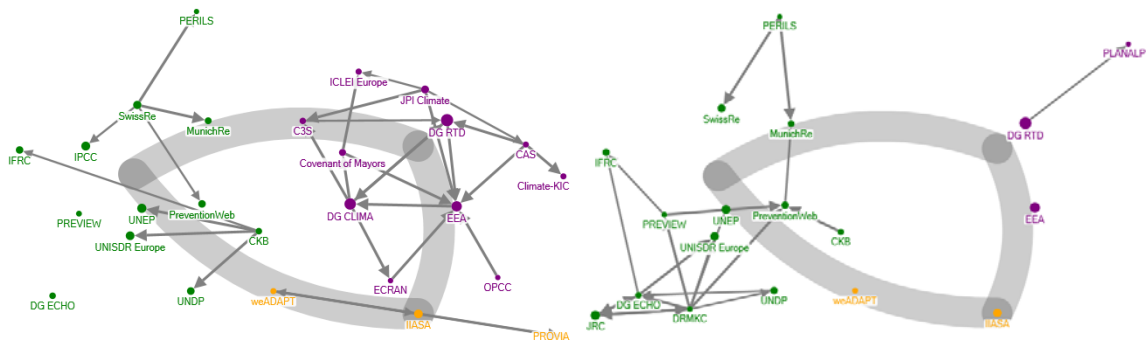 PERILS
ICLEI Europe
JPI Climate
SwissRe
MunichRe
C3S
DG RTD
IPCC
IFRC
Covenant of Mayors
CAS
Climate-KIC
PREVIEW
UNEP
PreventionWeb
DG CLIMA
EEA
UNISDR Europe
CKB
ECRAN
OPCC
DG ECHO
UNDP
weADAPT
IIASA
PROVIA
PERILS
PLANALP
SwissRe
MunichRe
DG RTD
IFRC
PREVIEW
UNEP
PreventionWeb
EEA
UNISDR Europe
CKB
DG ECHO
UNDP
weADAPT
JRC
DRMKC
IIASA